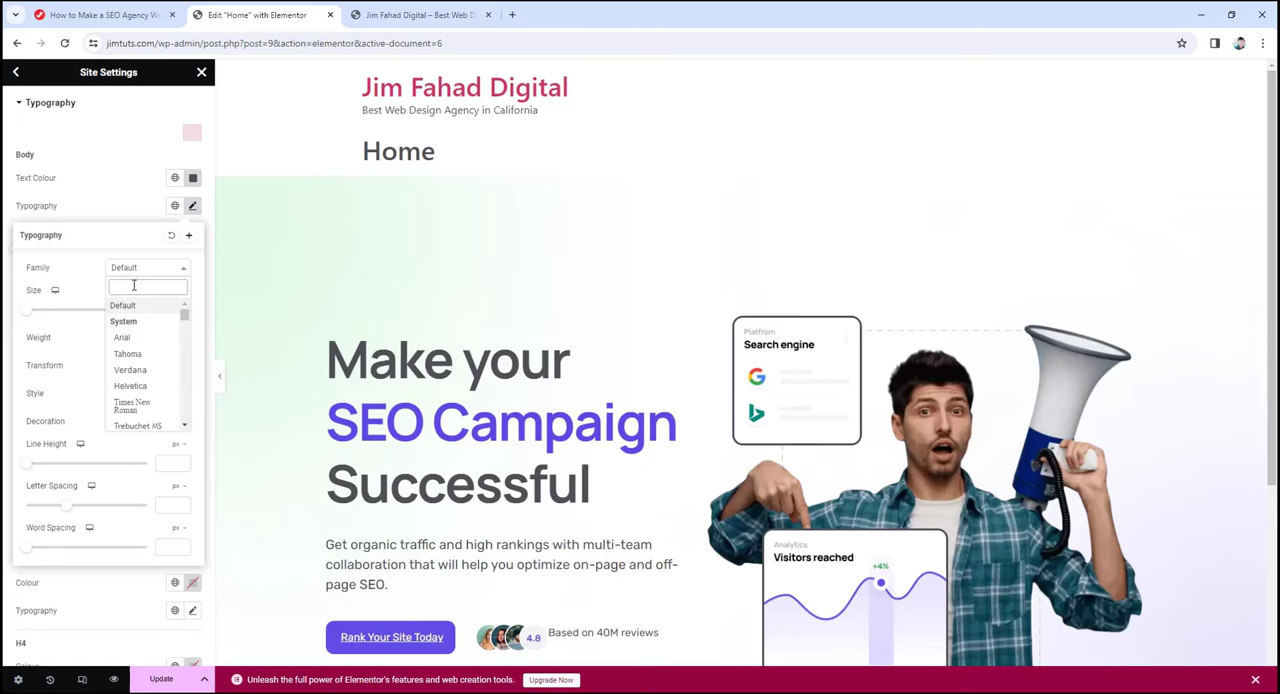 How to Make a SEO Agency We
Edit "Home" with Elementor
Jim Fahad Digital – Best Web D
jimtuts.com/wp-admin/post.php?post=9&action=elementor&active-document=6
Site Settings
Typography
Body
Text Colour
Typography
Typography
Family
Default
Size
Default
System
Arial
Weight
Tahoma
Transform
Verdana
Helvetica
Style
Times New
Roman
Decoration
Trebuchet MS
Line Height
px
Letter Spacing
px
Word Spacing
px
Colour
Typography
H4
Update
Jim Fahad Digital
Best Web Design Agency in California
Home
Make your
SEO Campaign
Successful
Get organic traffic and high rankings with multi-team
collaboration that will help you optimize on-page and off-
page SEO.
Rank Your Site Today
4.8
Based on 40M reviews
Platfrom
Search engine
Analytics
Visitors reached
+4%
Unleash the full power of Elementor's features and web creation tools.
Upgrade Now